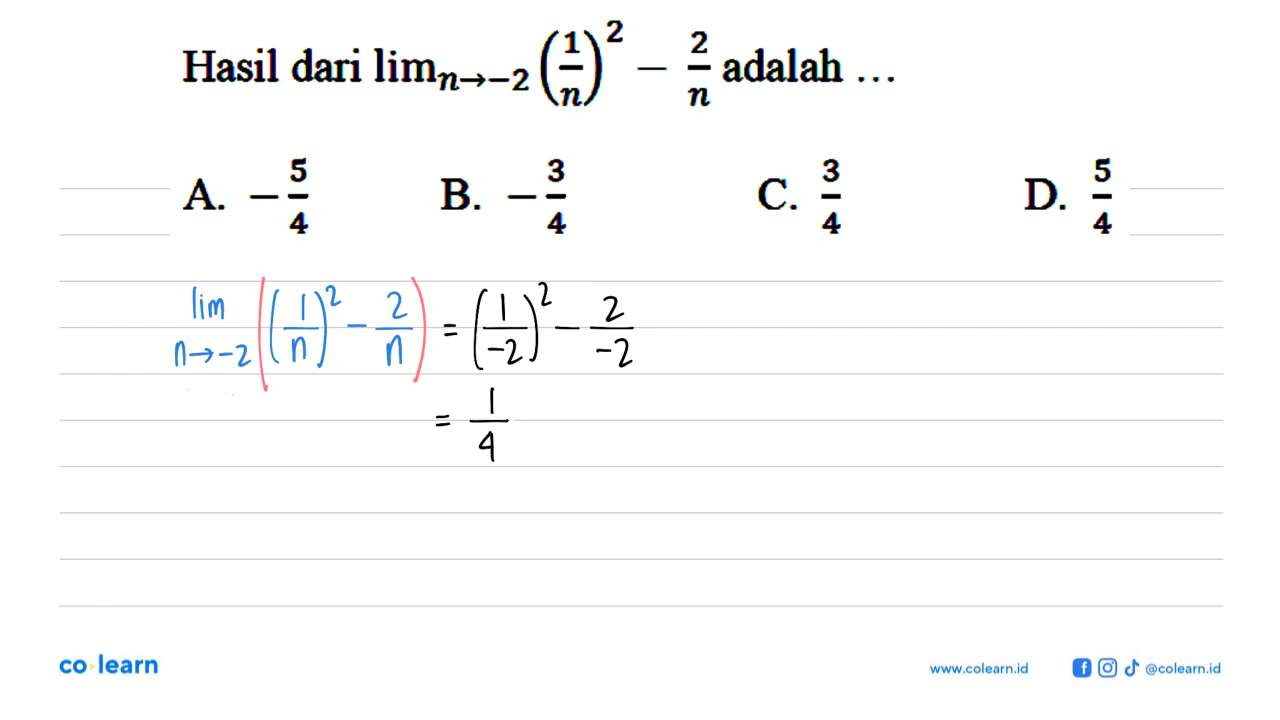 Hasil dari lim_{n→-2} (1/n)^2 - 2/n adalah ...
A. -5/4 B. -3/4 C. 3/4 D. 5/4
lim_{n→-2} ((1/n)^2 - 2/n) = (1/-2)^2 - 2/-2
= 1/4
co·learn www.colearn.id @colearn.id